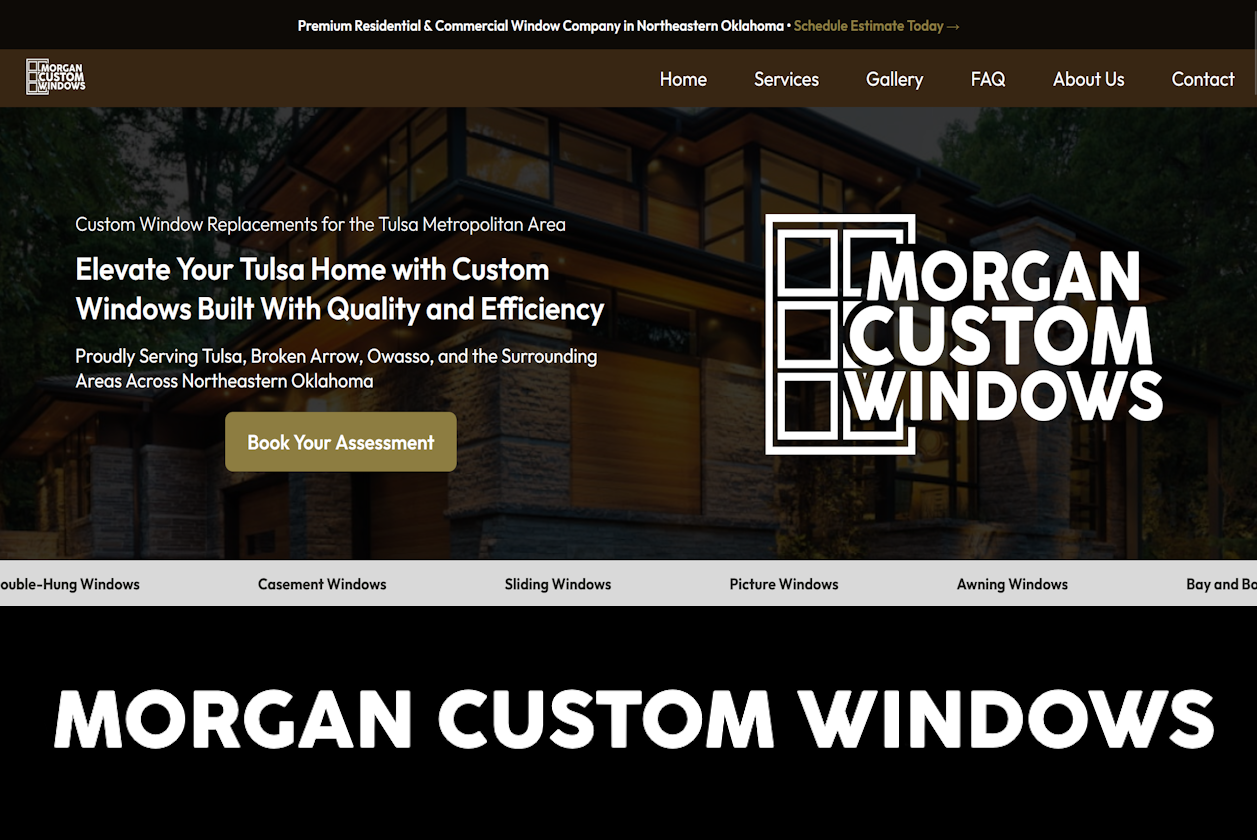 Premium Residential & Commercial Window Company in Northeastern Oklahoma • Schedule Estimate Today →
MORGAN
CUSTOM
WINDOWS
Home Services Gallery FAQ About Us Contact
Custom Window Replacements for the Tulsa Metropolitan Area
Elevate Your Tulsa Home with Custom
Windows Built With Quality and Efficiency
Proudly Serving Tulsa, Broken Arrow, Owasso, and the Surrounding
Areas Across Northeastern Oklahoma
Book Your Assessment
MORGAN
CUSTOM
WINDOWS
ouble-Hung Windows Casement Windows Sliding Windows Picture Windows Awning Windows Bay and Bo
MORGAN CUSTOM WINDOWS